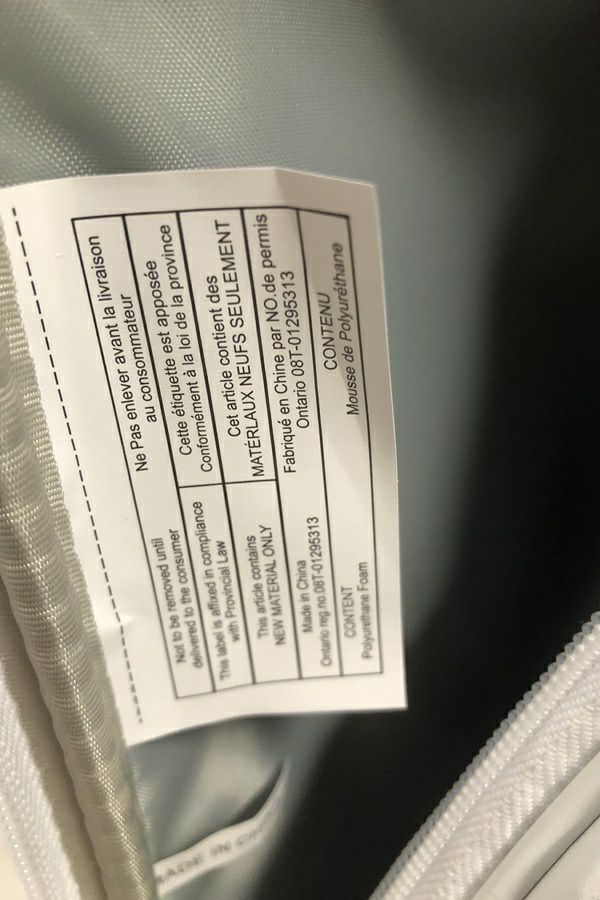 Not to be removed until
delivered to the consumer
Ne Pas enlever avant la livraison
au consommateur
This label is affixed in compliance
with Provincial Law
Cette étiquette est apposée
Conformément à la loi de la province
This article contains
NEW MATERIAL ONLY
Cet article contient des
MATÉRLAUX NEUFS SEULEMENT
Made in China
Ontario reg.no.08T-01295313
Fabriqué en Chine par NO.de permis
Ontario 08T-01295313
CONTENT
Polyurethane Foam
CONTENU
Mousse de Polyuréthane
MADE IN